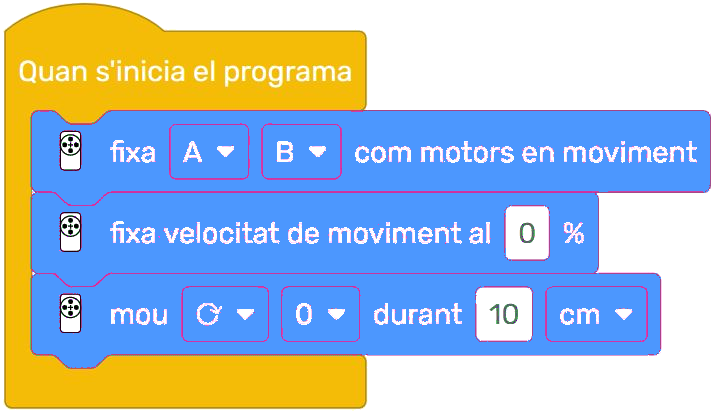 Quan s'inicia el programa
fixa A B com motors en moviment
fixa velocitat de moviment al 0 %
mou 0 durant 10 cm